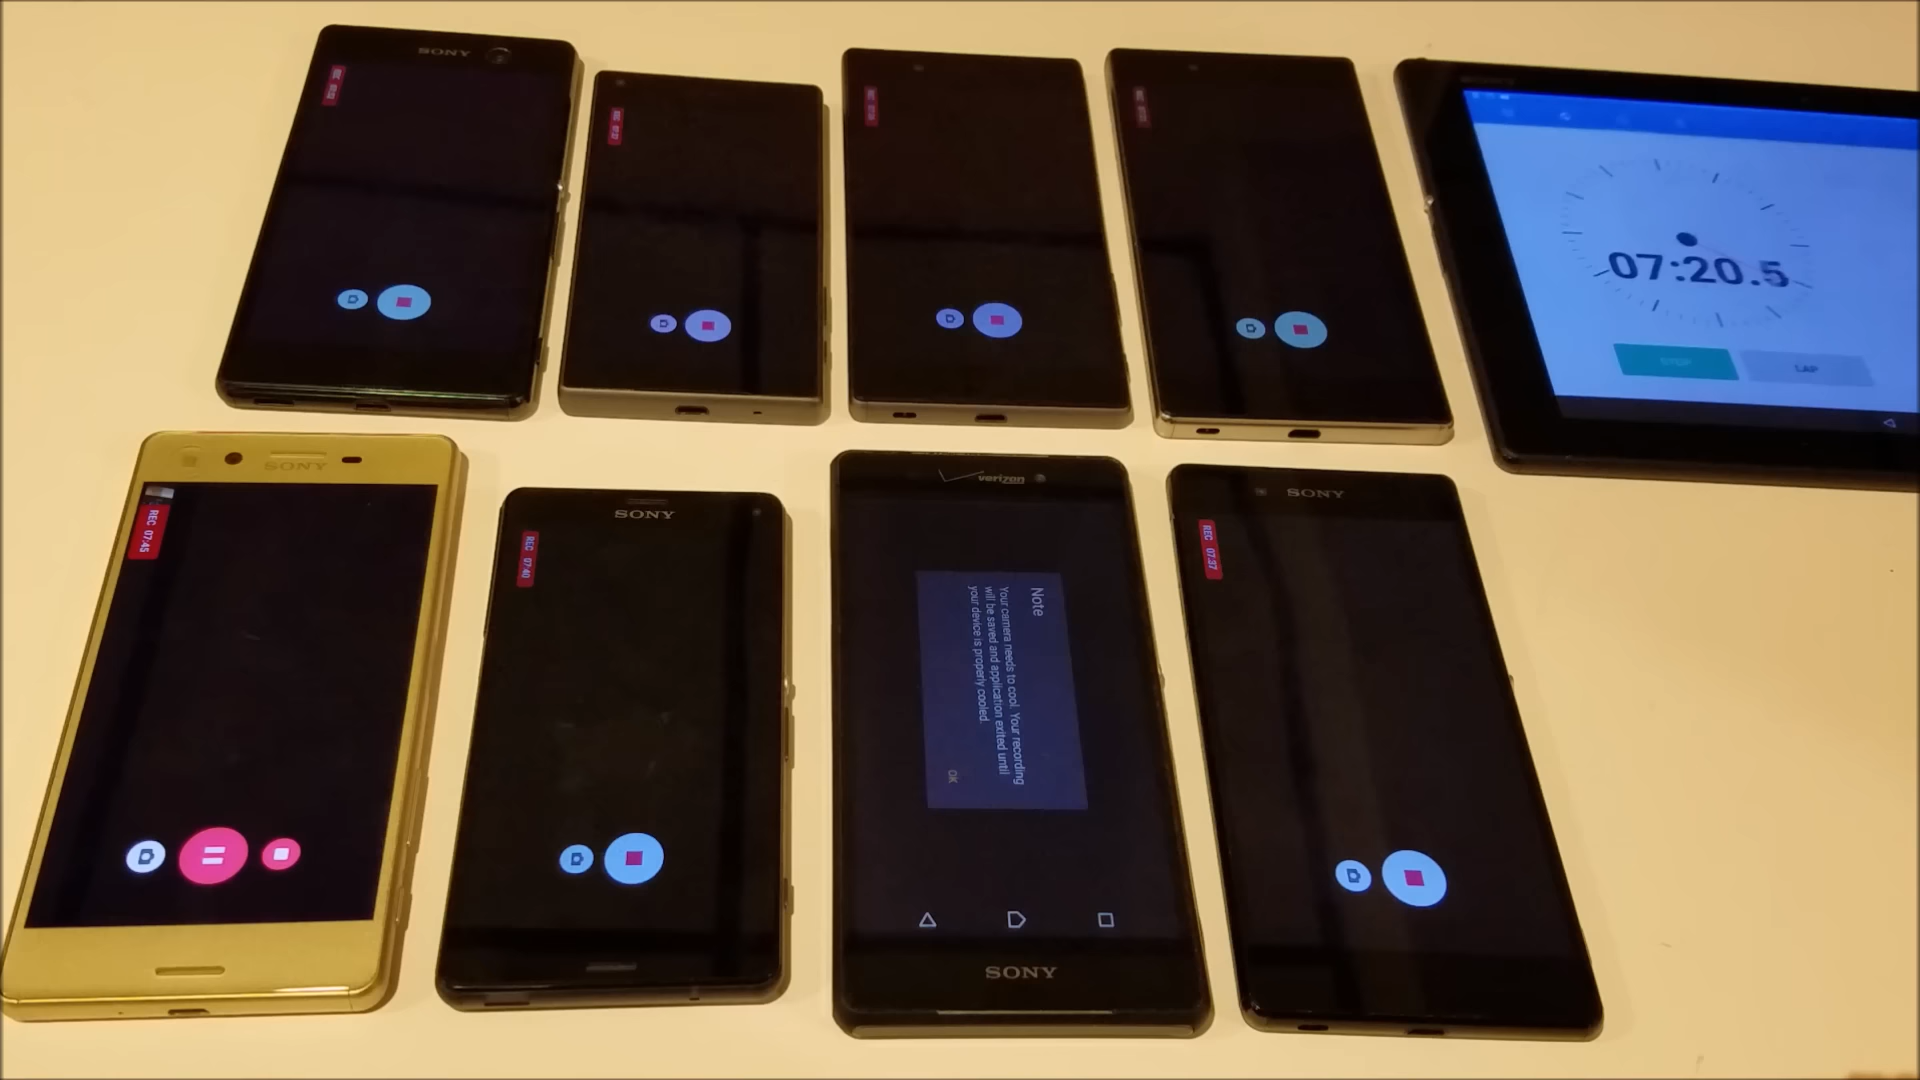 SONY
07:20.5
STOP
LAP
SONY
REC 07:45
SONY
REC 07:40
verizon
Note
Your camera needs to cool. Your recording
will be saved and application exited until
your device is properly cooled.
OK
SONY
SONY
REC 07:37